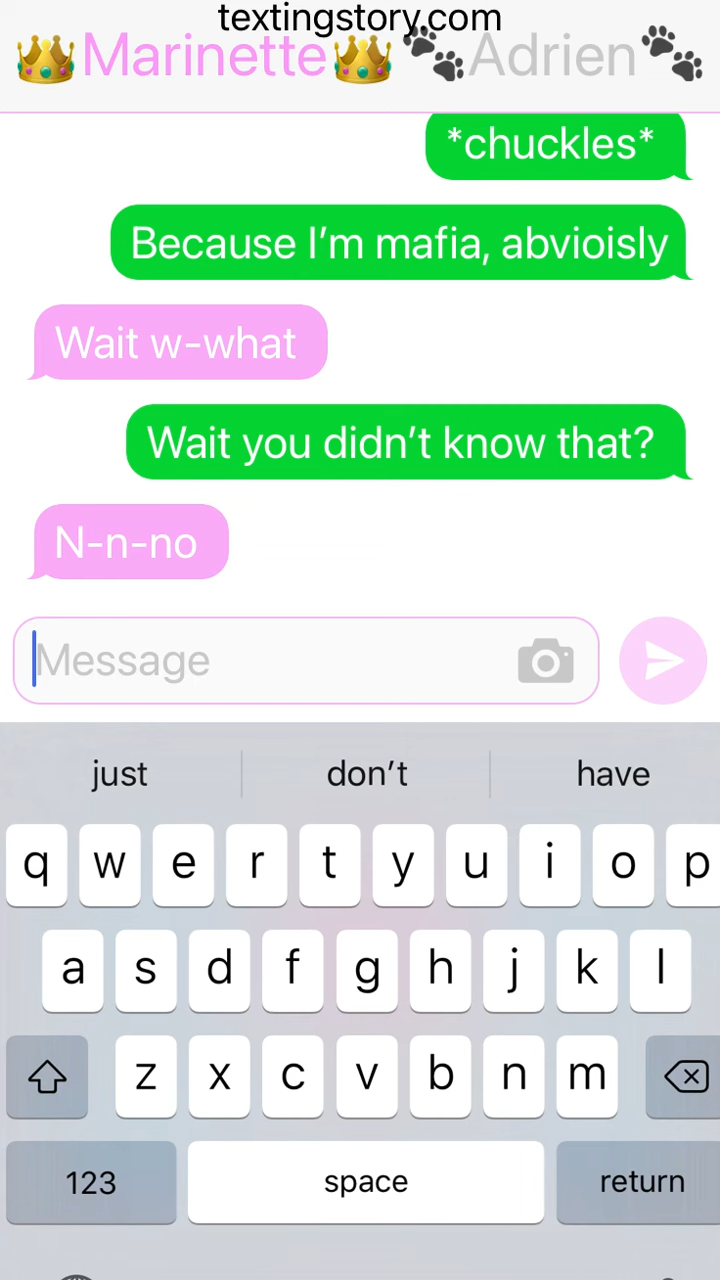 textingstory.com
👑Marinette👑🐾Adrien🐾
*chuckles*
Because I’m mafia, abvioisly
Wait w-what
Wait you didn’t know that?
N-n-no
Message
just don’t have
q w e r t y u i o p
a s d f g h j k l
z x c v b n m
123 space return